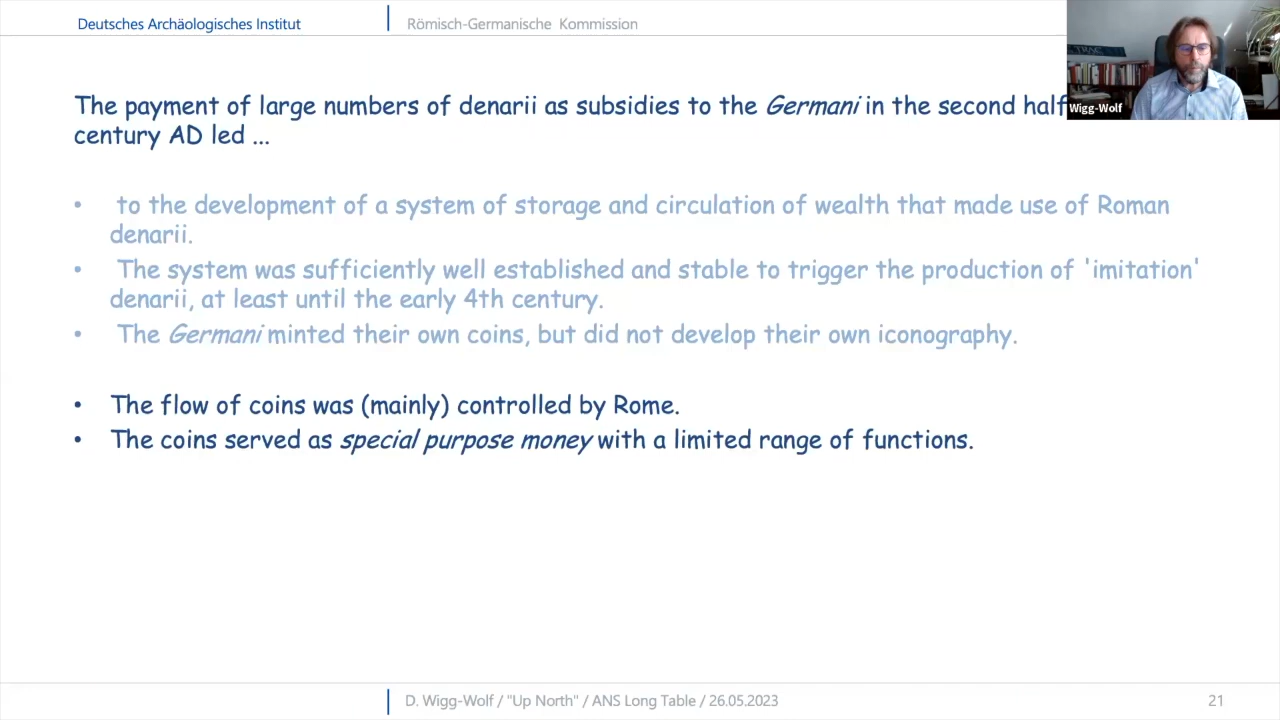 Deutsches Archäologisches Institut
Römisch-Germanische Kommission
Wigg-Wolf
The payment of large numbers of denarii as subsidies to the Germani in the second half
century AD led ...
• to the development of a system of storage and circulation of wealth that made use of Roman
denarii.
• The system was sufficiently well established and stable to trigger the production of 'imitation'
denarii, at least until the early 4th century.
• The Germani minted their own coins, but did not develop their own iconography.
• The flow of coins was (mainly) controlled by Rome.
• The coins served as special purpose money with a limited range of functions.
D. Wigg-Wolf / "Up North" / ANS Long Table / 26.05.2023
21